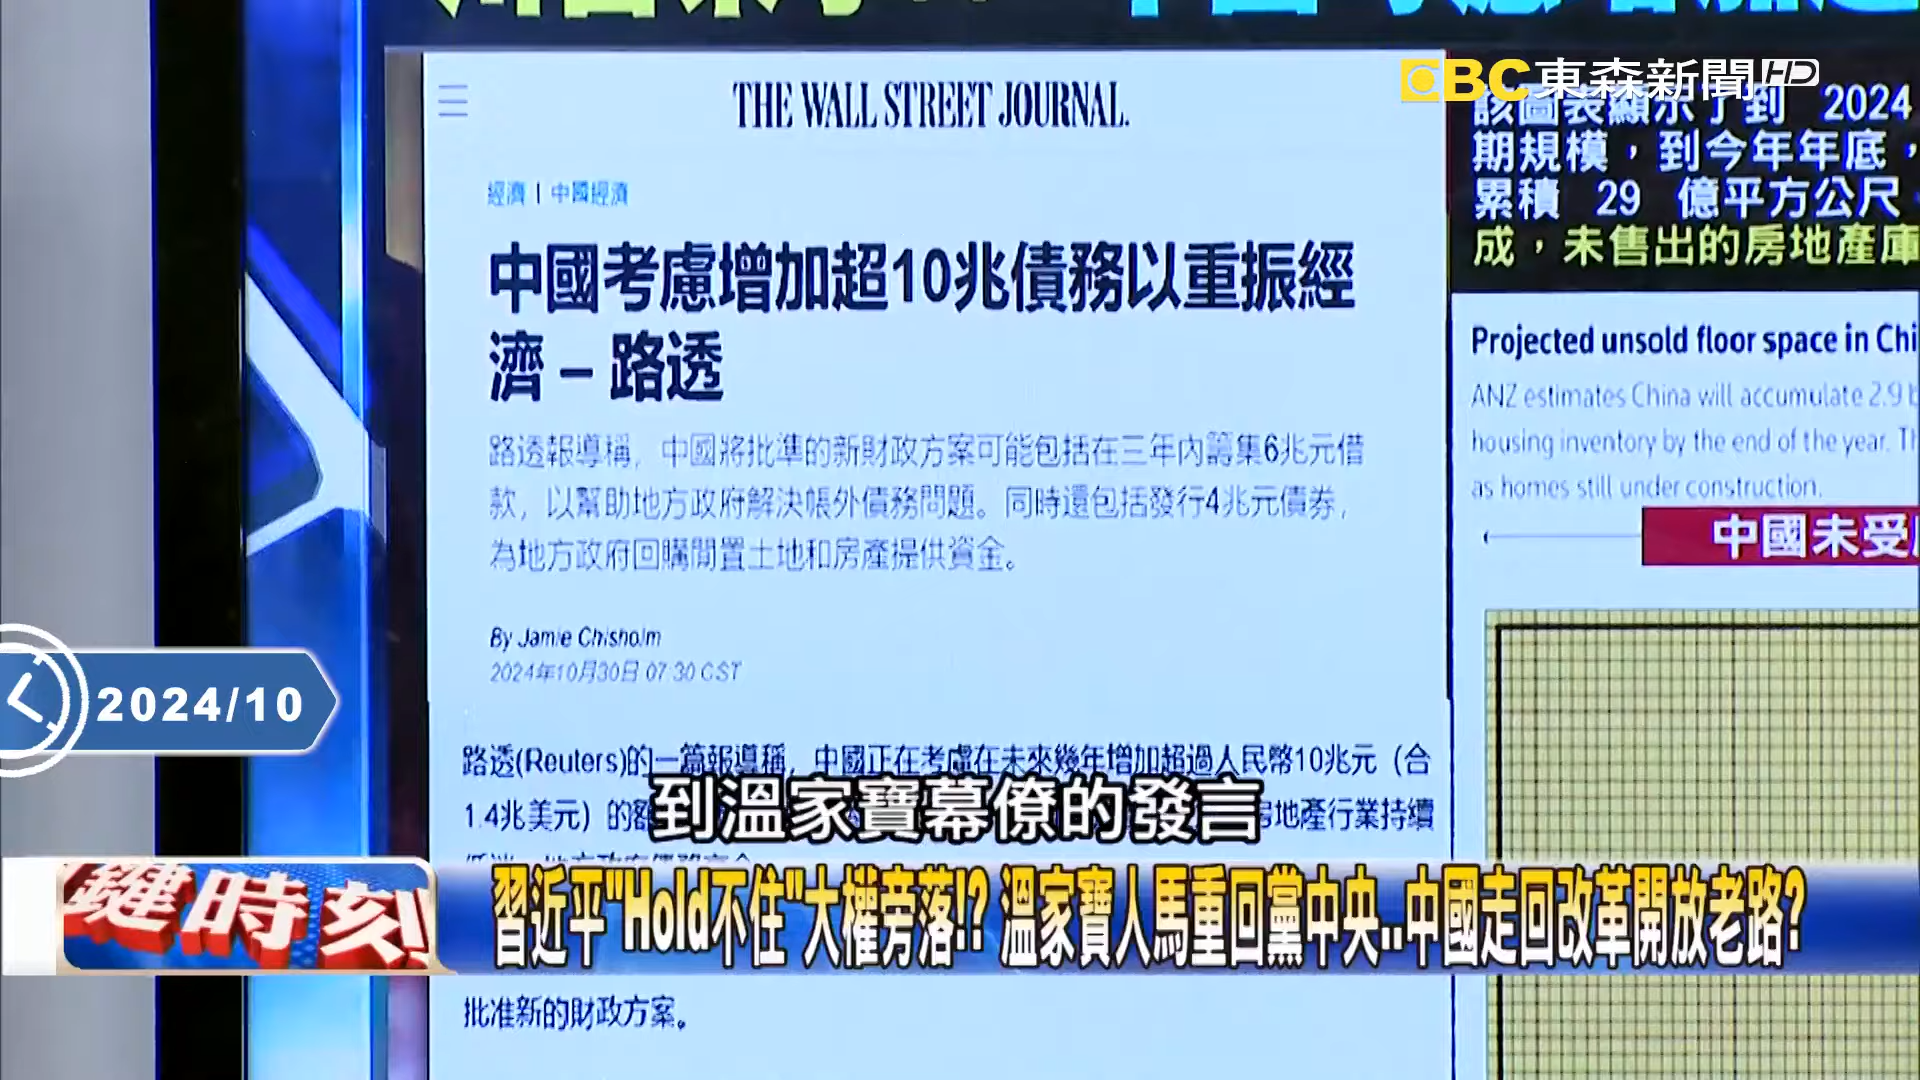 EBC東森新聞HD
THE WALL STREET JOURNAL.
經濟 | 中國經濟
中國考慮增加超10兆債務以重振經
濟 – 路透
路透報導稱，中國將批準的新財政方案可能包括在三年內籌集6兆元借
款，以幫助地方政府解決帳外債務問題。同時還包括發行4兆元債券，
為地方政府回購閒置土地和房產提供資金。
By Jamie Chisholm
2024年10月30日 07:30 CST
路透(Reuters)的一篇報導稱，中國正在考慮在未來幾年增加超過人民幣10兆元（合
1.4兆美元）的
房地產行業持續
批准新的財政方案。
該圖表顯示了到 2024
期規模，到今年年底，
累積 29 億平方公尺
成，未售出的房地產庫
Projected unsold floor space in Chi
ANZ estimates China will accumulate 2.9 b
housing inventory by the end of the year. Th
as homes still under construction.
中國未受
2024/10
到溫家寶幕僚的發言
鍵時刻
習近平"Hold不住"大權旁落!? 溫家寶人馬重回黨中央..中國走回改革開放老路?